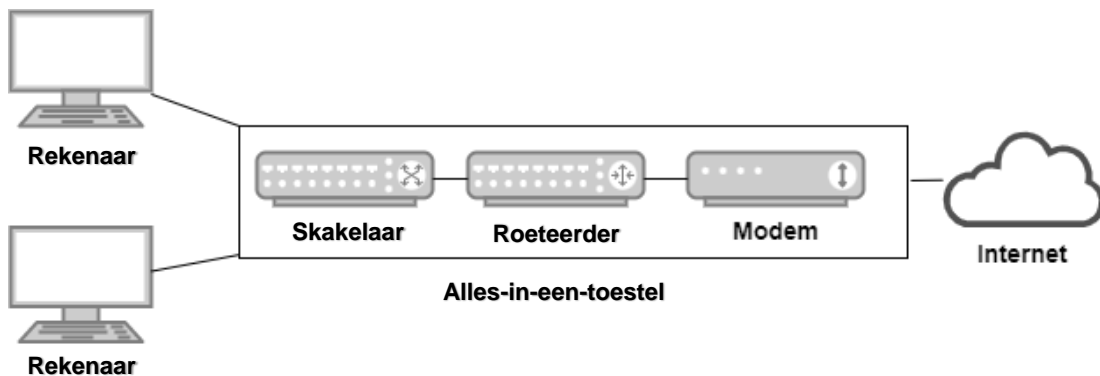 Rekenaar
Skakelaar
Roeteerder
Modem
Internet
Alles-in-een-toestel
Rekenaar